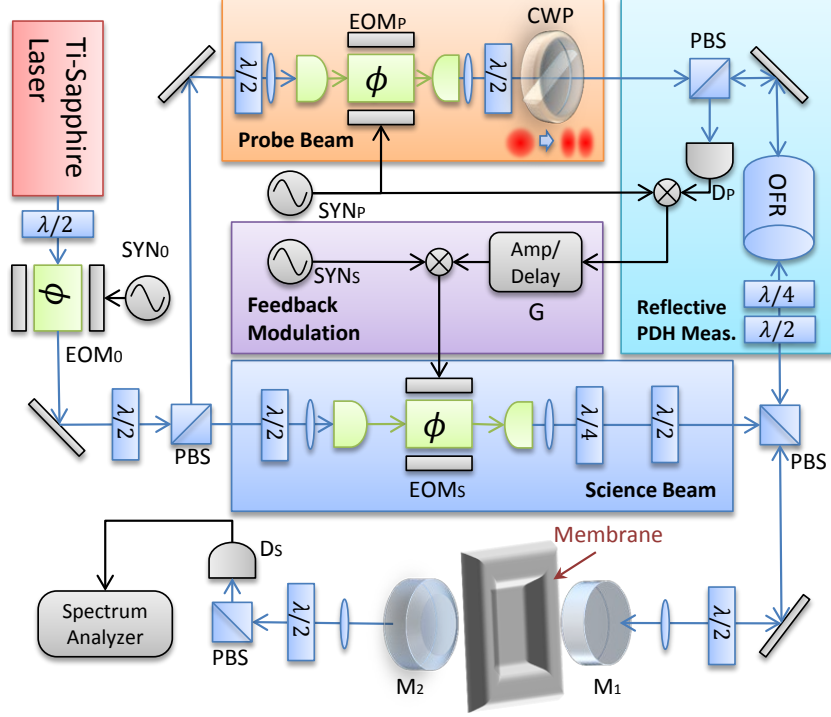 Ti-Sapphire
Laser
λ/2
SYN0
ϕ
EOM0
λ/2
PBS
EOMP
λ/2
ϕ
λ/2
CWP
Probe Beam
SYNP
PBS
DP
OFR
λ/4
λ/2
Reflective
PDH Meas.
SYNS
Amp/
Delay
G
Feedback
Modulation
λ/2
ϕ
EOMS
λ/4
λ/2
Science Beam
PBS
Membrane
DS
Spectrum
Analyzer
PBS
λ/2
M2
M1
λ/2